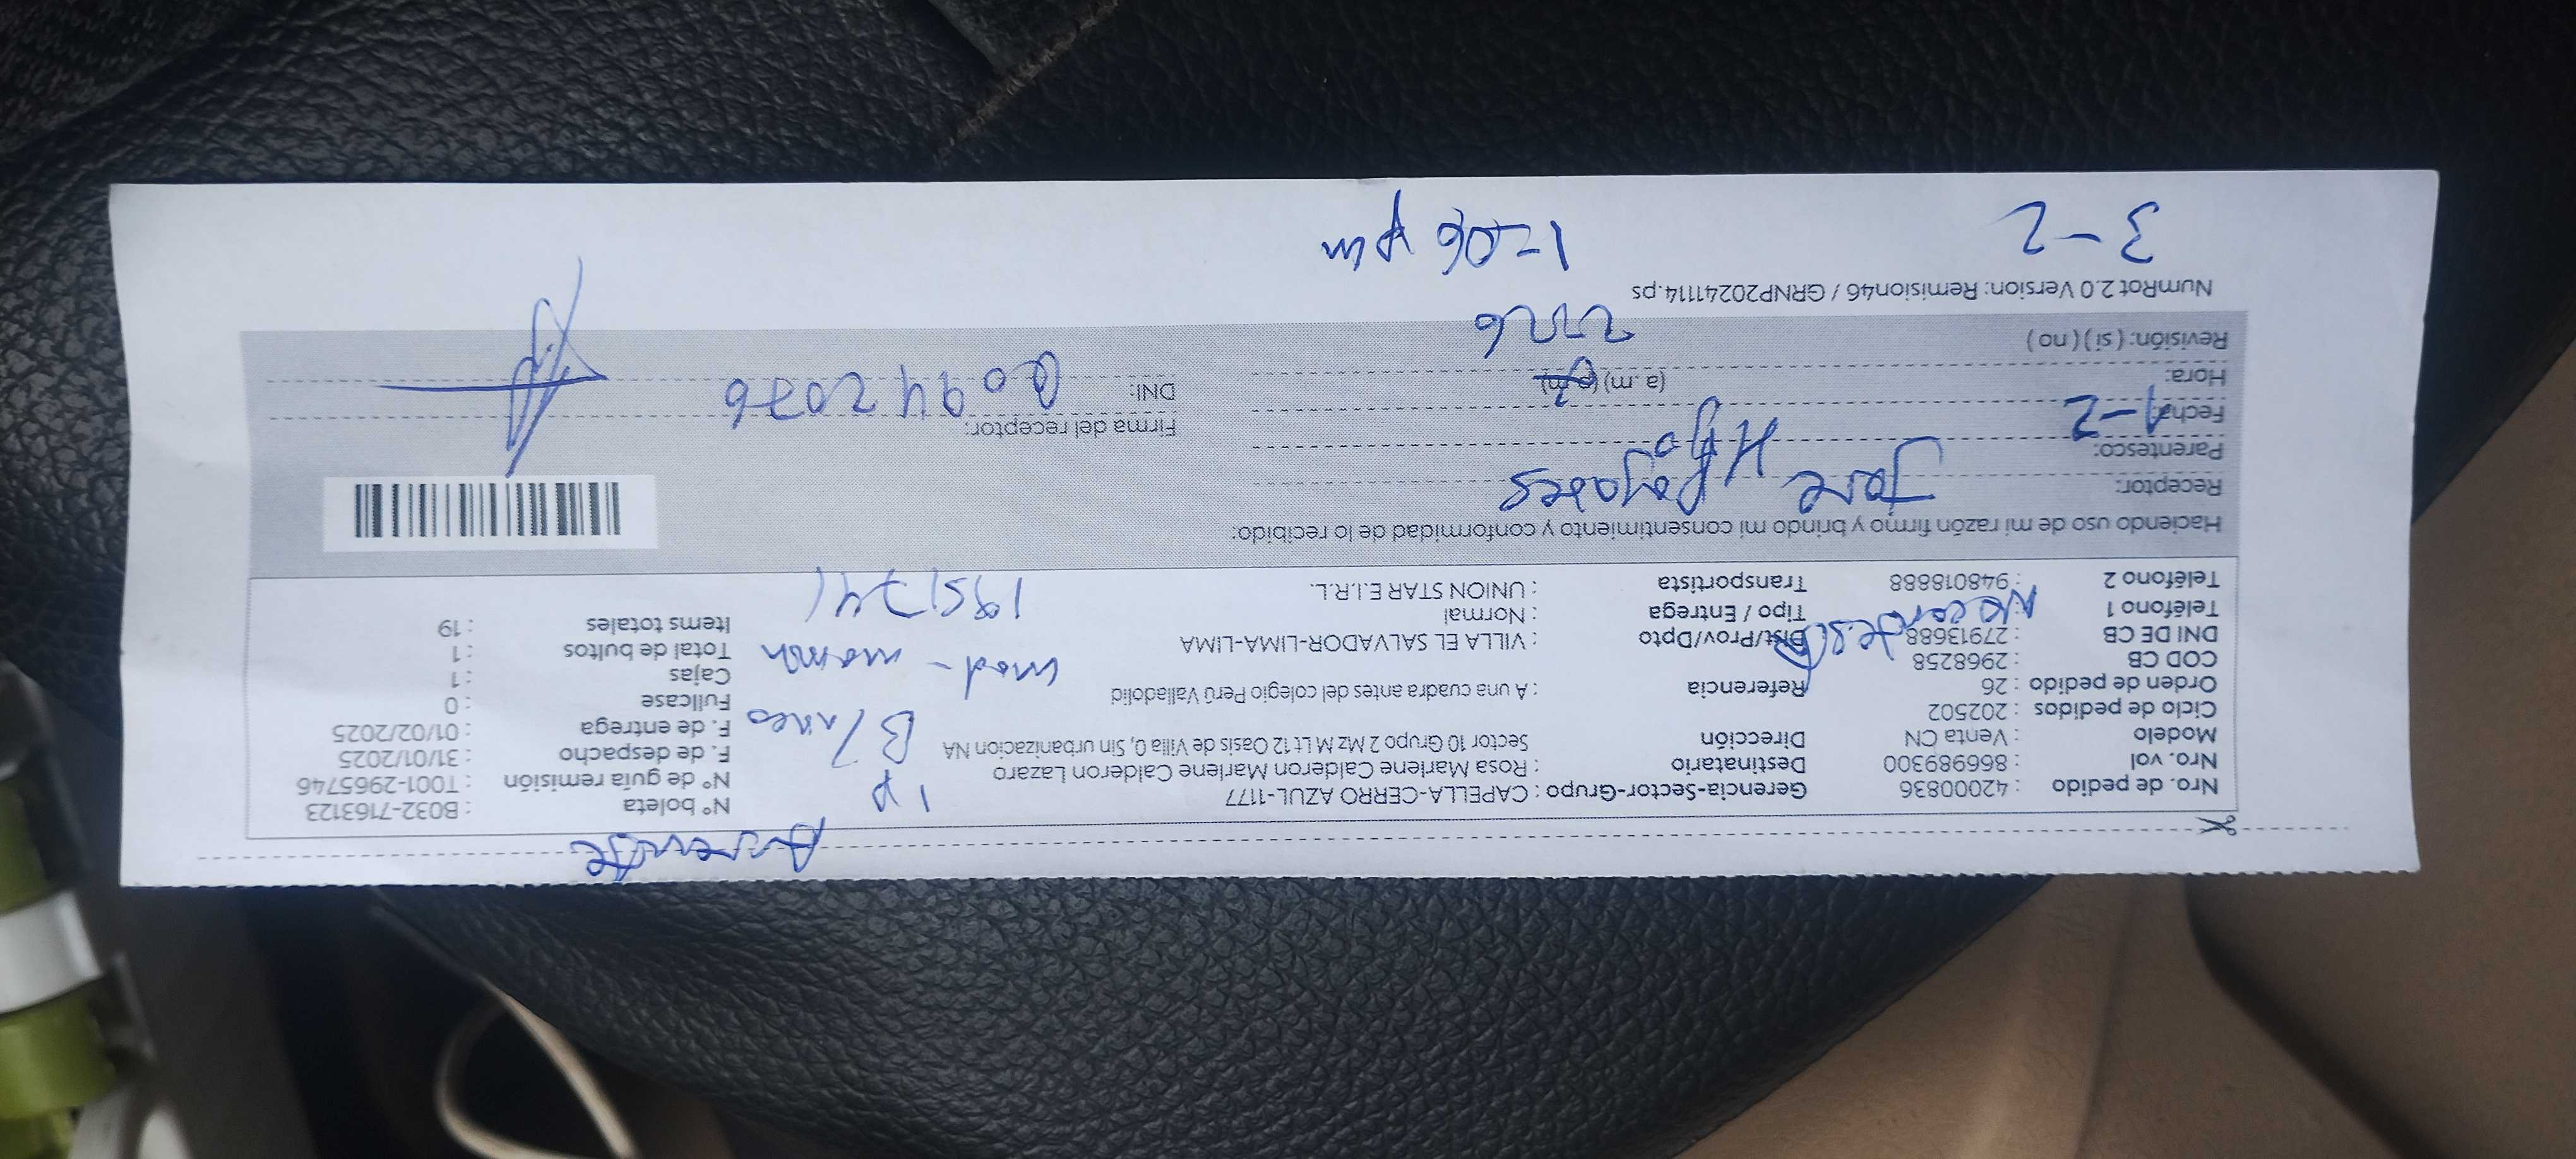 Ausente
Nro. de pedido : 42000836 Gerencia-Sector-Grupo : CAPELLA-CERRO AZUL-1177 1P Nº boleta : B032-7163123
Nro. vol : 866989300 Destinatario : Rosa Marlene Calderon Marlene Calderon Lazaro Nº de guía remisión : T001-2965746
Modelo : Venta CN Dirección Sector 10 Grupo 2 Mz M Lt 12 Oasis de Villa 0, Sin urbanizacion NA F. de despacho : 31/01/2025
Ciclo de pedidos : 202502 F. de entrega : 01/02/2025
Orden de pedido : 26 Referencia : A una cuadra antes del colegio Perú Valladolid Fullcase : 0
COD CB : 2968258 Cajas : 1
DNI DE CB : 27913688 Dist/Prov/Dpto : VILLA EL SALVADOR-LIMA-LIMA Total de bultos : 1
Teléfono 1 : No contesta Tipo / Entrega : Normal Items totales : 19
Teléfono 2 : 948018888 Transportista : UNION STAR E.I.R.L.
Haciendo uso de mi razón firmo y brindo mi consentimiento y conformidad de lo recibido:
Receptor: Jose
Parentesco: Hijo
Fecha: 1-2 Firma del receptor:
Hora: (a.m) (p.m) DNI:
Revisión: ( si ) ( no )
NumRot 2.0 Version: Remision46 / GRNP20241114.ps
3-2 1-06 pm